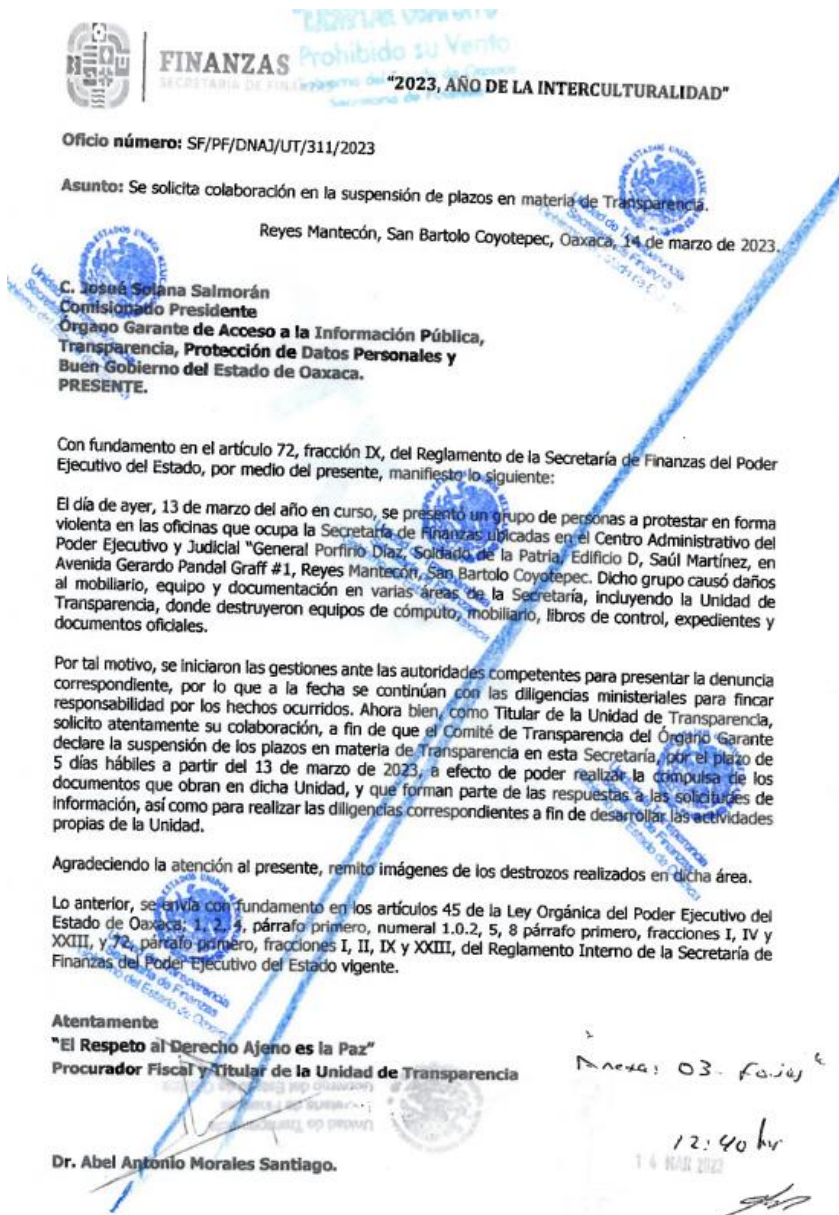 Prohibido su Venta
FINANZAS
SECRETARÍA DE FINANZAS
"2023, AÑO DE LA INTERCULTURALIDAD"
Oficio número: SF/PF/DNAJ/UT/311/2023
Asunto: Se solicita colaboración en la suspensión de plazos en materia de Transparencia.
Reyes Mantecón, San Bartolo Coyotepec, Oaxaca, 14 de marzo de 2023.
C. Josué Solana Salmorán
Comisionado Presidente
Órgano Garante de Acceso a la Información Pública,
Transparencia, Protección de Datos Personales y
Buen Gobierno del Estado de Oaxaca.
PRESENTE.
Con fundamento en el artículo 72, fracción IX, del Reglamento de la Secretaría de Finanzas del Poder
Ejecutivo del Estado, por medio del presente, manifiesto lo siguiente:
El día de ayer, 13 de marzo del año en curso, se presentó un grupo de personas a protestar en forma
violenta en las oficinas que ocupa la Secretaría de Finanzas ubicadas en el Centro Administrativo del
Poder Ejecutivo y Judicial "General Porfirio Díaz, Soldado de la Patria, Edificio D, Saúl Martínez, en
Avenida Gerardo Pandal Graff #1, Reyes Mantecón, San Bartolo Coyotepec. Dicho grupo causó daños
al mobiliario, equipo y documentación en varias áreas de la Secretaría, incluyendo la Unidad de
Transparencia, donde destruyeron equipos de cómputo, mobiliario, libros de control, expedientes y
documentos oficiales.
Por tal motivo, se iniciaron las gestiones ante las autoridades competentes para presentar la denuncia
correspondiente, por lo que a la fecha se continúan con las diligencias ministeriales para fincar
responsabilidad por los hechos ocurridos. Ahora bien, como Titular de la Unidad de Transparencia,
solicito atentamente su colaboración, a fin de que el Comité de Transparencia del Órgano Garante
declare la suspensión de los plazos en materia de Transparencia en esta Secretaría, por el plazo de
5 días hábiles a partir del 13 de marzo de 2023, a efecto de poder realizar la compulsa de los
documentos que obran en dicha Unidad, y que forman parte de las respuestas a las solicitudes de
información, así como para realizar las diligencias correspondientes a fin de desarrollar las actividades
propias de la Unidad.
Agradeciendo la atención al presente, remito imágenes de los destrozos realizados en dicha área.
Lo anterior, se envía con fundamento en los artículos 45 de la Ley Orgánica del Poder Ejecutivo del
Estado de Oaxaca; 1, 2, 4, párrafo primero, numeral 1.0.2, 5, 8 párrafo primero, fracciones I, IV y
XXIII, y 72, párrafo primero, fracciones I, II, IX y XXIII, del Reglamento Interno de la Secretaría de
Finanzas del Poder Ejecutivo del Estado vigente.
Atentamente
"El Respeto al Derecho Ajeno es la Paz"
Procurador Fiscal y Titular de la Unidad de Transparencia
"Anexa: 03 fojas"
12:40 hr
14 MAR
Dr. Abel Antonio Morales Santiago.